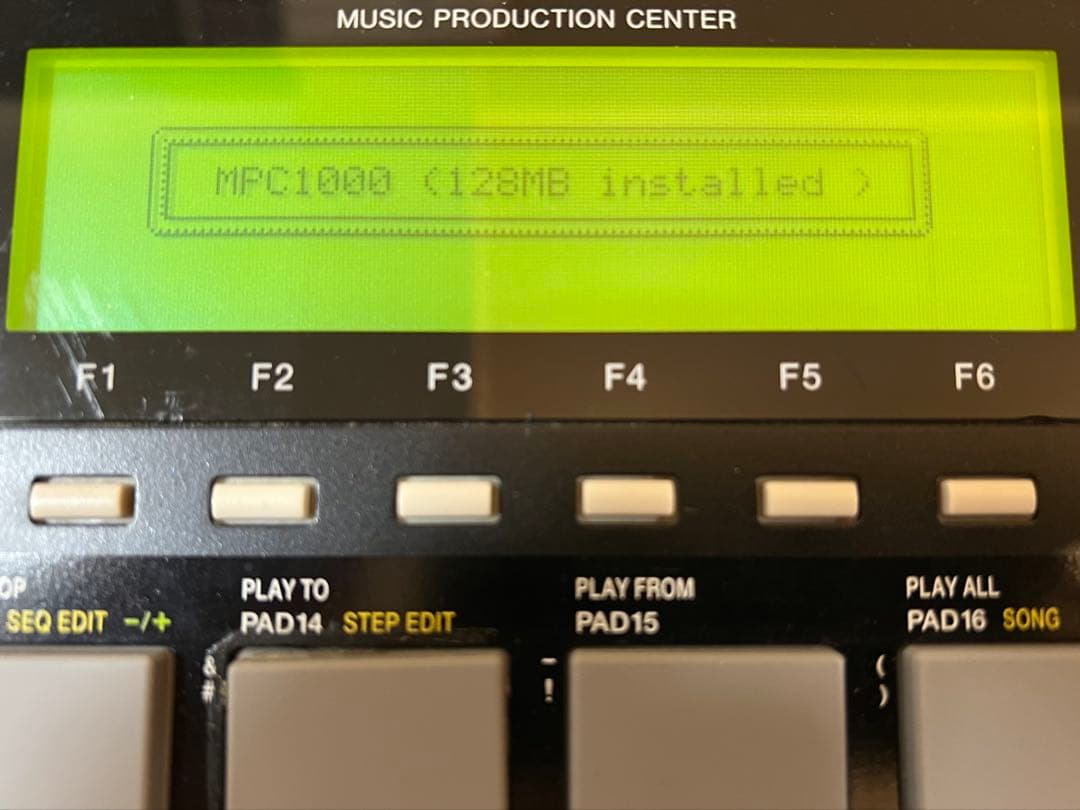 MUSIC PRODUCTION CENTER
MPC1000 (128MB installed )
F1 F2 F3 F4 F5 F6
OP PLAY TO PLAY FROM PLAY ALL
SEQ EDIT -/+ PAD14 STEP EDIT PAD15 PAD16 SONG
& - (
# ! )